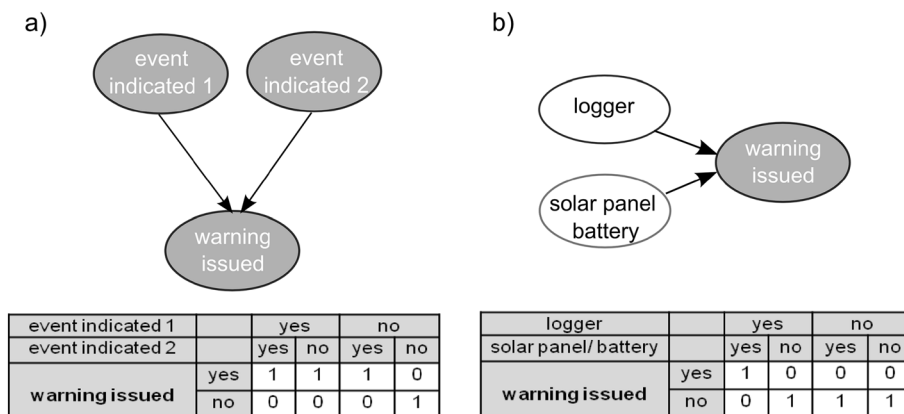 a)
event
indicated 1
event
indicated 2
warning
issued
event indicated 1 yes no
event indicated 2 yes no yes no
warning issued yes 1 1 1 0
no 0 0 0 1
b)
logger
solar panel
battery
warning
issued
logger yes no
solar panel/ battery yes no yes no
warning issued yes 1 0 0 0
no 0 1 1 1